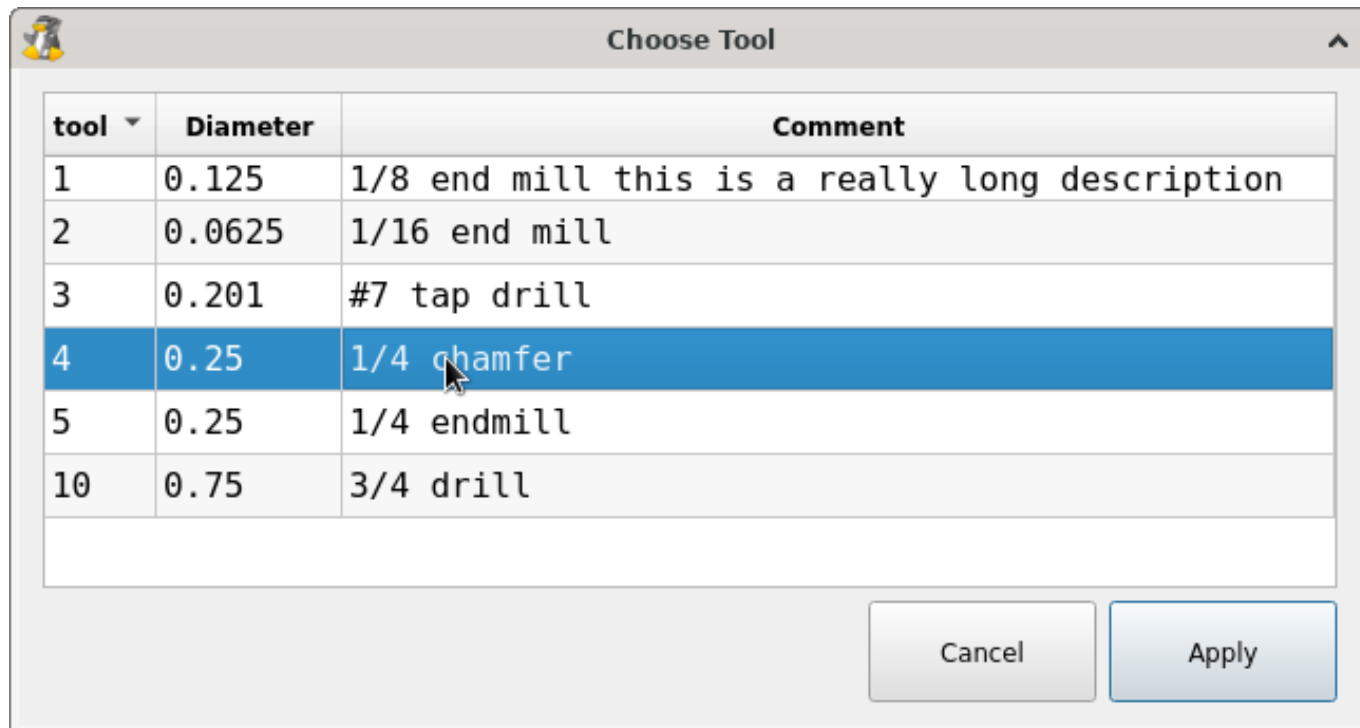 Choose Tool
tool Diameter Comment
1 0.125 1/8 end mill this is a really long description
2 0.0625 1/16 end mill
3 0.201 #7 tap drill
4 0.25 1/4 chamfer
5 0.25 1/4 endmill
10 0.75 3/4 drill
Cancel Apply